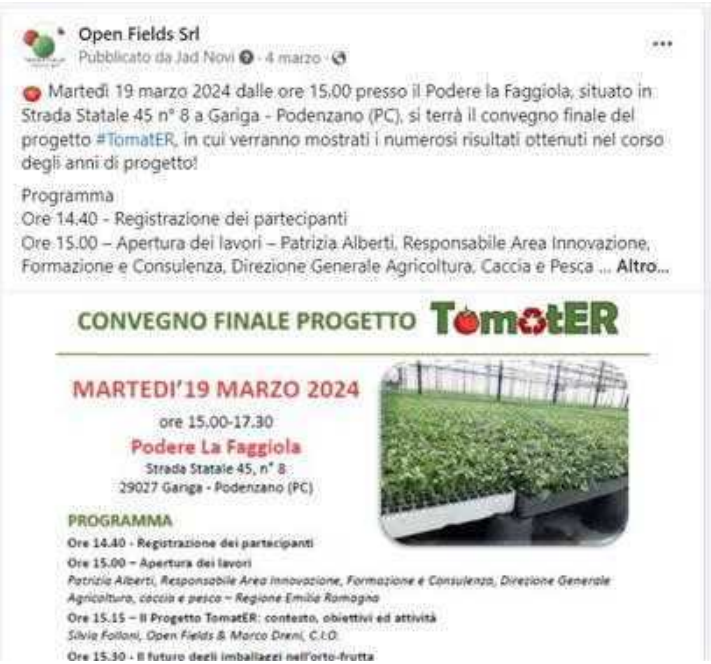 Open Fields Srl
Pubblicato da Jad Novi · 4 marzo ·
Martedì 19 marzo 2024 dalle ore 15.00 presso il Podere la Faggiola, situato in
Strada Statale 45 n° 8 a Gariga - Podenzano (PC), si terrà il convegno finale del
progetto #TomatER, in cui verranno mostrati i numerosi risultati ottenuti nel corso
degli anni di progetto!
Programma
Ore 14.40 - Registrazione dei partecipanti
Ore 15.00 – Apertura dei lavori – Patrizia Alberti, Responsabile Area Innovazione,
Formazione e Consulenza, Direzione Generale Agricoltura, Caccia e Pesca ... Altro...
CONVEGNO FINALE PROGETTO TomatER
MARTEDI'19 MARZO 2024
ore 15.00-17.30
Podere La Faggiola
Strada Statale 45, n° 8
29027 Gariga - Podenzano (PC)
PROGRAMMA
Ore 14.40 - Registrazione dei partecipanti
Ore 15.00 – Apertura dei lavori
Patrizia Alberti, Responsabile Area Innovazione, Formazione e Consulenza, Direzione Generale
Agricoltura, caccia e pesca – Regione Emilia Romagna
Ore 15.15 – Il Progetto TomatER: contesto, obiettivi ed attività
Silvia Folloni, Open Fields & Marco Dreni, C.I.O.
Ore 15.30 - Il futuro degli imballaggi nell'orto-frutta